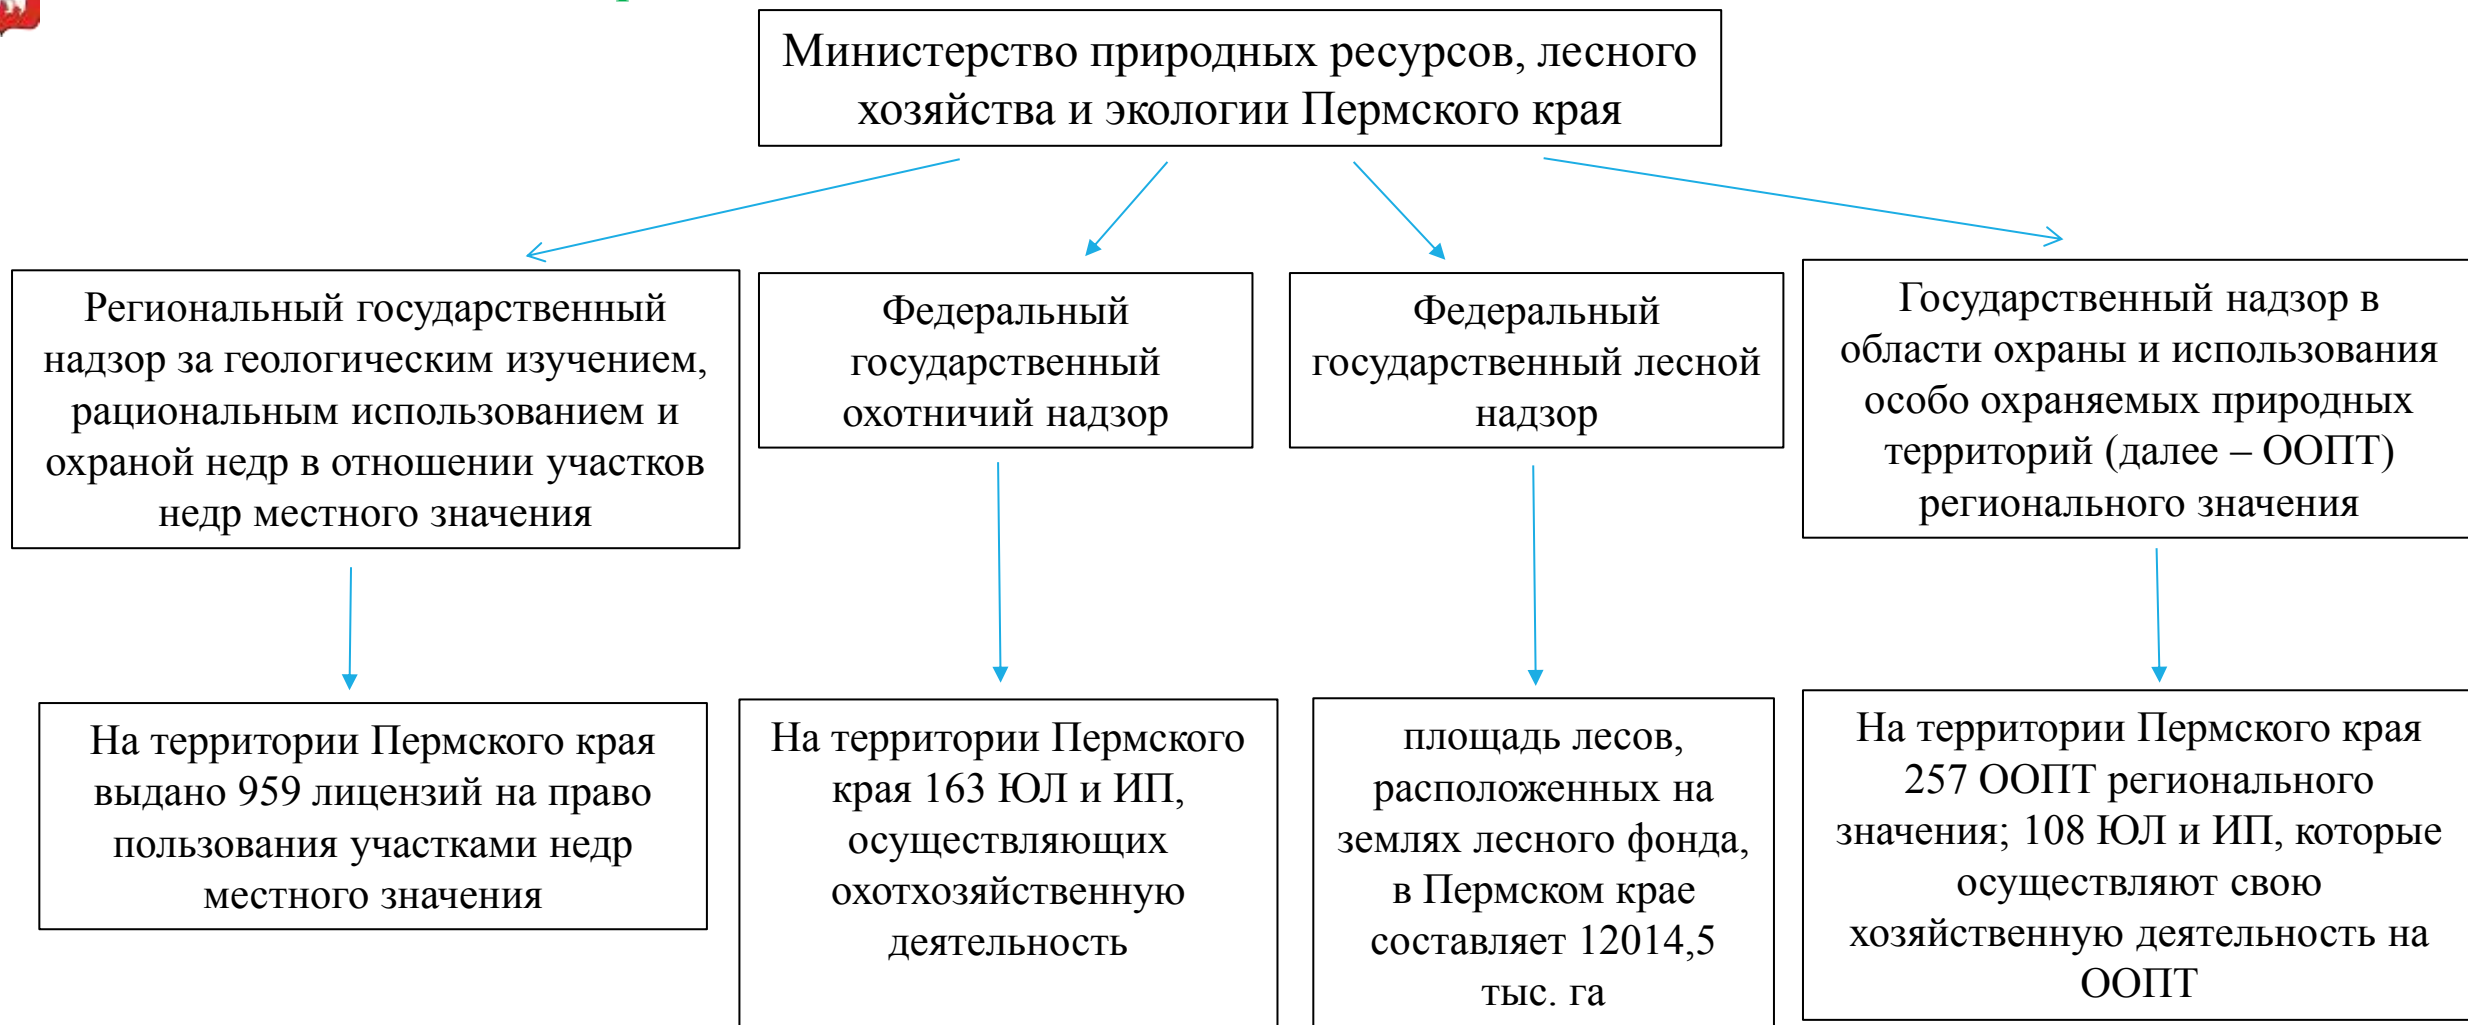 Министерство природных ресурсов, лесного
хозяйства и экологии Пермского края
Региональный государственный
надзор за геологическим изучением,
рациональным использованием и
охраной недр в отношении участков
недр местного значения
Федеральный
государственный
охотничий надзор
Федеральный
государственный лесной
надзор
Государственный надзор в
области охраны и использования
особо охраняемых природных
территорий (далее – ООПТ)
регионального значения
На территории Пермского края
выдано 959 лицензий на право
пользования участками недр
местного значения
На территории Пермского
края 163 ЮЛ и ИП,
осуществляющих
охотхозяйственную
деятельность
площадь лесов,
расположенных на
землях лесного фонда,
в Пермском крае
составляет 12014,5
тыс. га
На территории Пермского края
257 ООПТ регионального
значения; 108 ЮЛ и ИП, которые
осуществляют свою
хозяйственную деятельность на
ООПТ